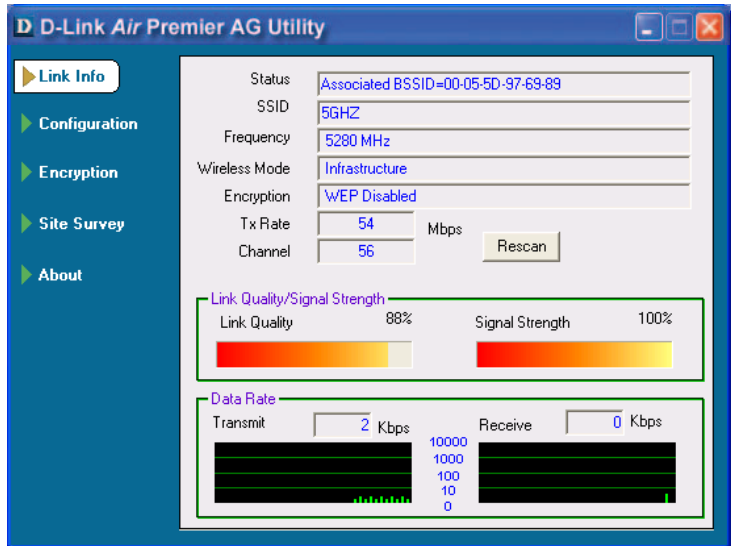 D D-Link Air Premier AG Utility
Link Info
Configuration
Encryption
Site Survey
About
Status Associated BSSID=00-05-5D-97-69-89
SSID 5GHZ
Frequency 5280 MHz
Wireless Mode Infrastructure
Encryption WEP Disabled
Tx Rate 54 Mbps
Channel 56 Rescan
Link Quality/Signal Strength
Link Quality 88% Signal Strength 100%
Data Rate
Transmit 2 Kbps Receive 0 Kbps
10000
1000
100
10
0